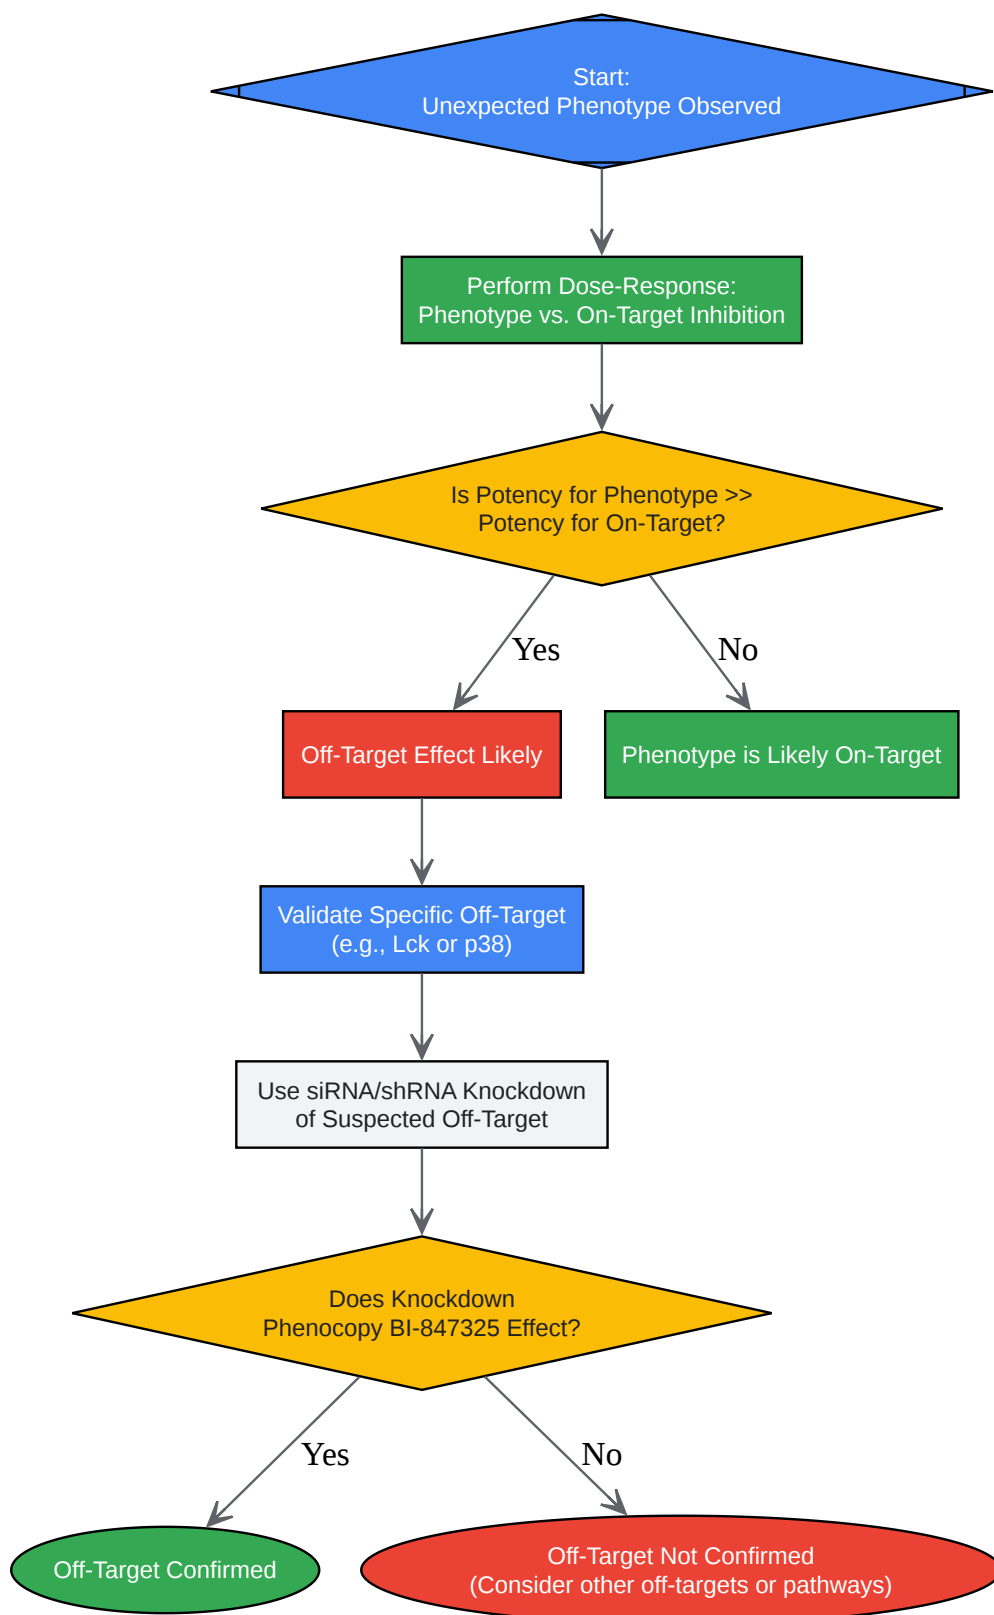 Start:
Unexpected Phenotype Observed
Perform Dose-Response:
Phenotype vs. On-Target Inhibition
Is Potency for Phenotype >>
Potency for On-Target?
Yes
No
Off-Target Effect Likely
Phenotype is Likely On-Target
Validate Specific Off-Target
(e.g., Lck or p38)
Use siRNA/shRNA Knockdown
of Suspected Off-Target
Does Knockdown
Phenocopy BI-847325 Effect?
Yes
No
Off-Target Confirmed
Off-Target Not Confirmed
(Consider other off-targets or pathways)